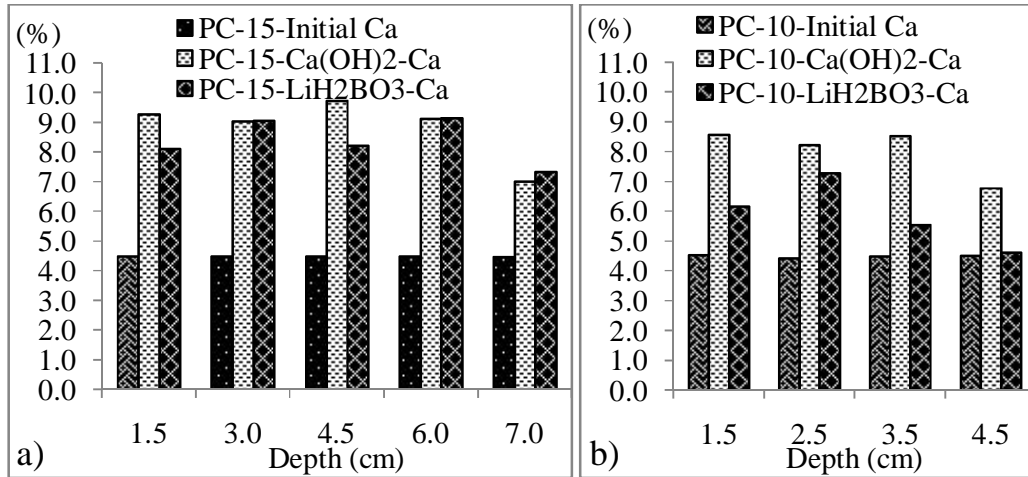 (%)
PC-15-Initial Ca
PC-15-Ca(OH)2-Ca
PC-15-LiH2BO3-Ca
11.0
10.0
9.0
8.0
7.0
6.0
5.0
4.0
3.0
2.0
1.0
0.0
1.5 3.0 4.5 6.0 7.0
Depth (cm)
a)
(%)
PC-10-Initial Ca
PC-10-Ca(OH)2-Ca
PC-10-LiH2BO3-Ca
11.0
10.0
9.0
8.0
7.0
6.0
5.0
4.0
3.0
2.0
1.0
0.0
1.5 2.5 3.5 4.5
Depth (cm)
b)